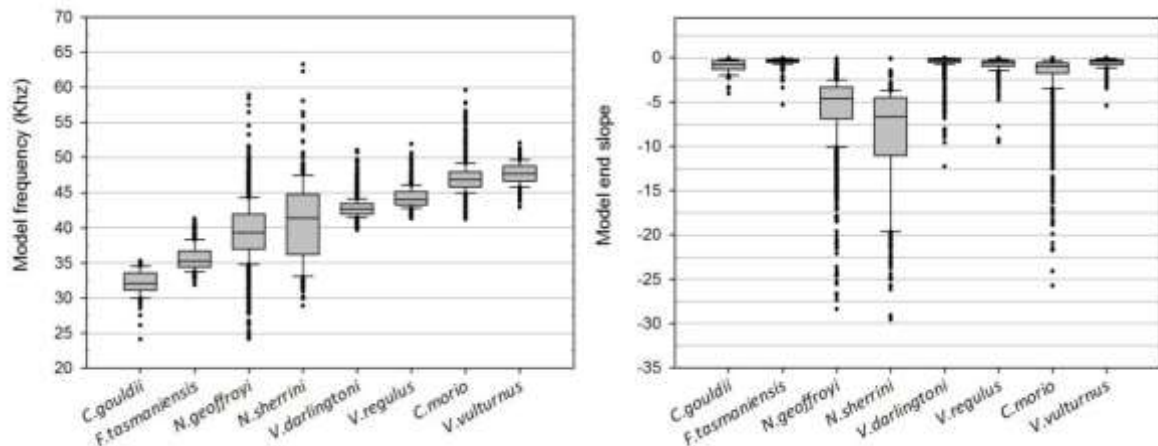 Model frequency (Khz)
70
65
60
55
50
45
40
35
30
25
20
C.gouldii
F.tasmaniensis
N.geoffroyi
N.sherrini
V.darlingtoni
V.regulus
C.morio
V.vulturnus
Model end slope
0
-5
-10
-15
-20
-25
-30
-35
C.gouldii
F.tasmaniensis
N.geoffroyi
N.sherrini
V.darlingtoni
V.regulus
C.morio
V.vulturnus